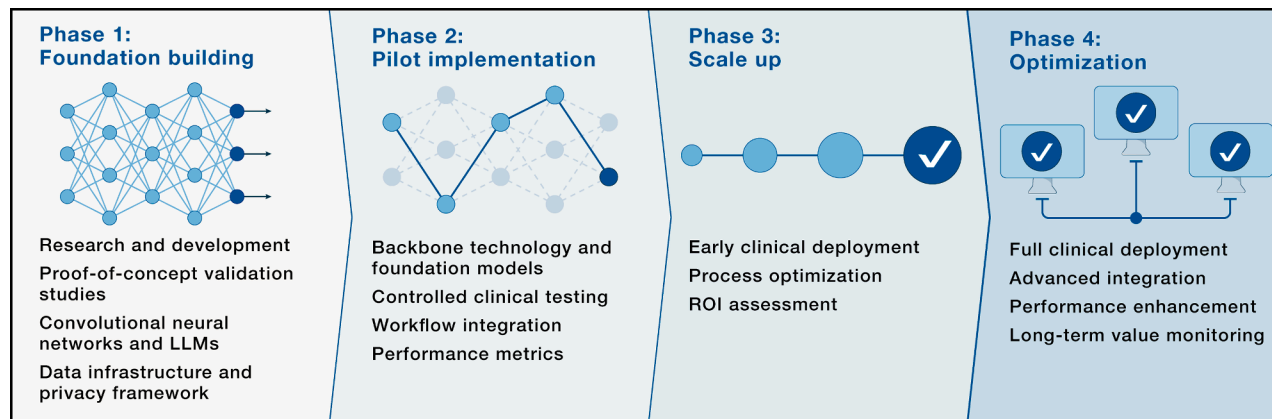 Phase 1:
Foundation building
Research and development
Proof-of-concept validation
studies
Convolutional neural
networks and LLMs
Data infrastructure and
privacy framework
Phase 2:
Pilot implementation
Backbone technology and
foundation models
Controlled clinical testing
Workflow integration
Performance metrics
Phase 3:
Scale up
Early clinical deployment
Process optimization
ROI assessment
Phase 4:
Optimization
Full clinical deployment
Advanced integration
Performance enhancement
Long-term value monitoring